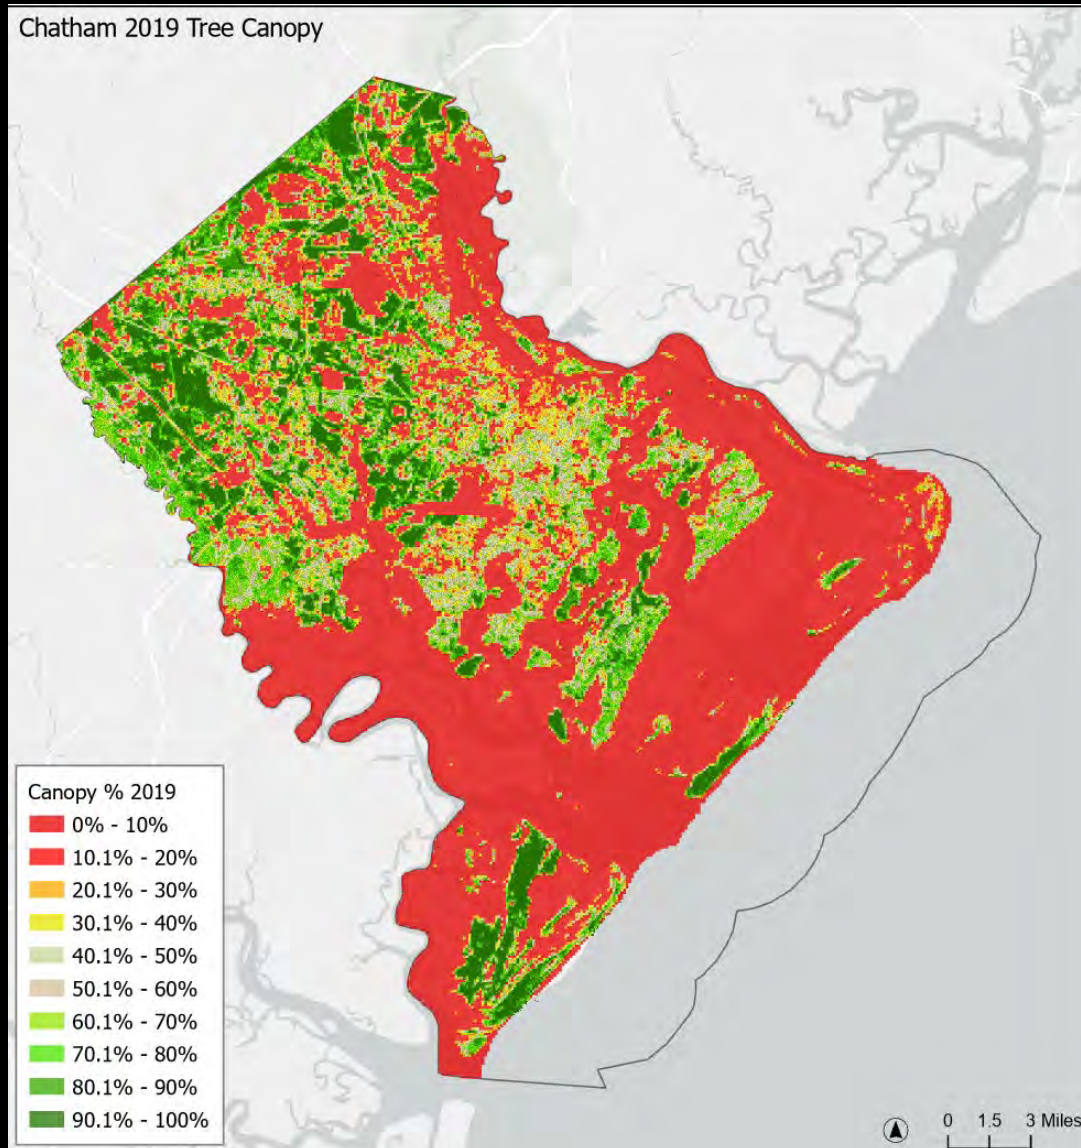 Chatham 2019 Tree Canopy
Canopy % 2019
0% - 10%
10.1% - 20%
20.1% - 30%
30.1% - 40%
40.1% - 50%
50.1% - 60%
60.1% - 70%
70.1% - 80%
80.1% - 90%
90.1% - 100%
0 1.5 3 Miles